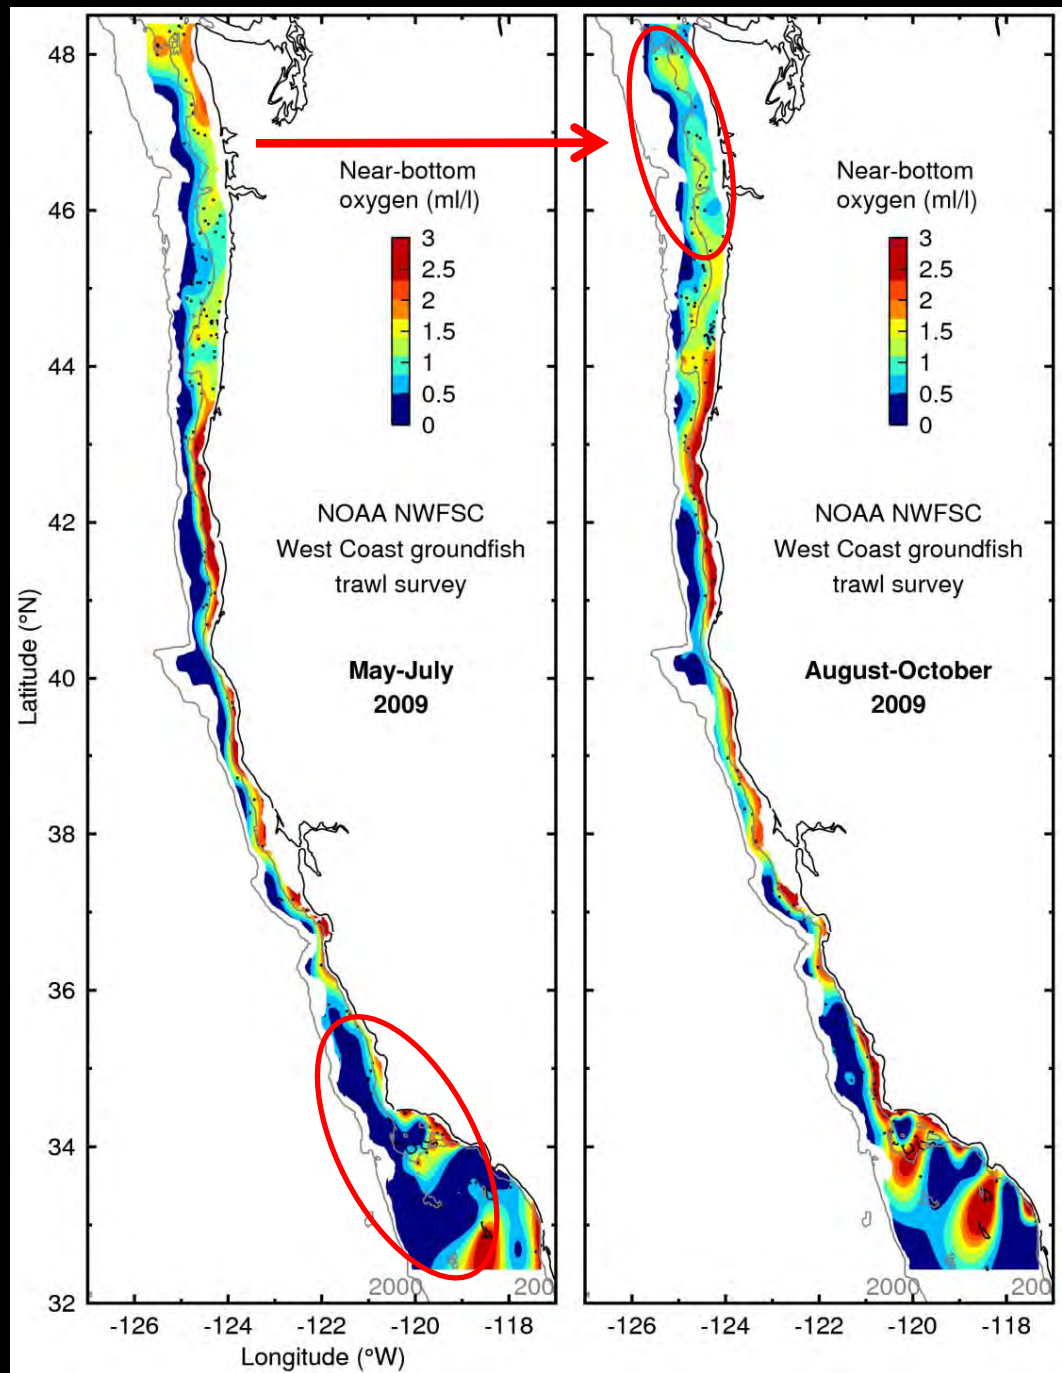 48
46
44
42
40
38
36
34
32
Latitude (°N)
-126
-124
-122
-120
-118
Longitude (°W)
Near-bottom
oxygen (ml/l)
3
2.5
2
1.5
1
0.5
0
NOAA NWFSC
West Coast groundfish
trawl survey
May-July
2009
2000
200
Near-bottom
oxygen (ml/l)
3
2.5
2
1.5
1
0.5
0
NOAA NWFSC
West Coast groundfish
trawl survey
August-October
2009
2000
200
-126
-124
-122
-120
-118